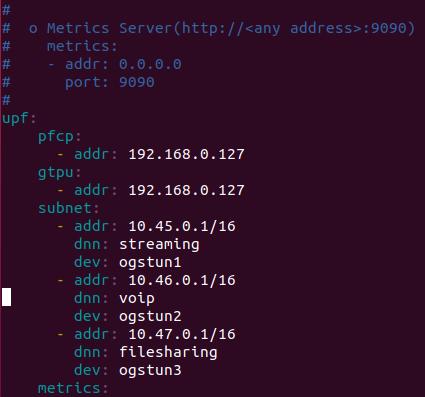 #
#  o Metrics Server(http://<any address>:9090)
#    metrics:
#    - addr: 0.0.0.0
#      port: 9090
#
upf:
    pfcp:
      - addr: 192.168.0.127
    gtpu:
      - addr: 192.168.0.127
    subnet:
      - addr: 10.45.0.1/16
        dnn: streaming
        dev: ogstun1
      - addr: 10.46.0.1/16
        dnn: voip
        dev: ogstun2
      - addr: 10.47.0.1/16
        dnn: filesharing
        dev: ogstun3
    metrics: